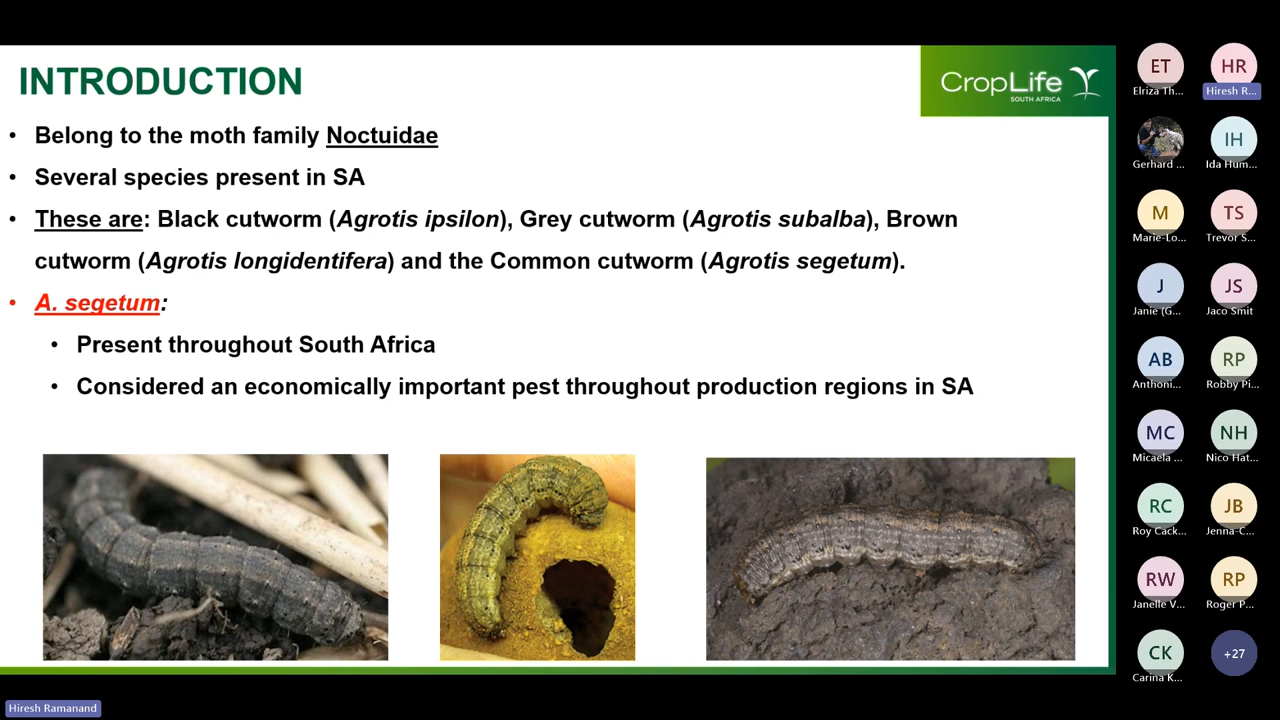 INTRODUCTION
CropLife
SOUTH AFRICA
• Belong to the moth family Noctuidae
• Several species present in SA
• These are: Black cutworm (Agrotis ipsilon), Grey cutworm (Agrotis subalba), Brown
cutworm (Agrotis longidentifera) and the Common cutworm (Agrotis segetum).
• A. segetum:
• Present throughout South Africa
• Considered an economically important pest throughout production regions in SA
ET
Elriza Th...
HR
Hiresh R...
Gerhard ...
IH
Ida Hum...
M
Marie-Lo...
TS
Trevor S...
J
Janie (G...
JS
Jaco Smit
AB
Anthoni...
RP
Robby Pi...
MC
Micaela ...
NH
Nico Hat...
RC
Roy Cack...
JB
Jenna-C...
RW
Janelle V...
RP
Roger P...
CK
Carina K...
+27
Hiresh Ramanand